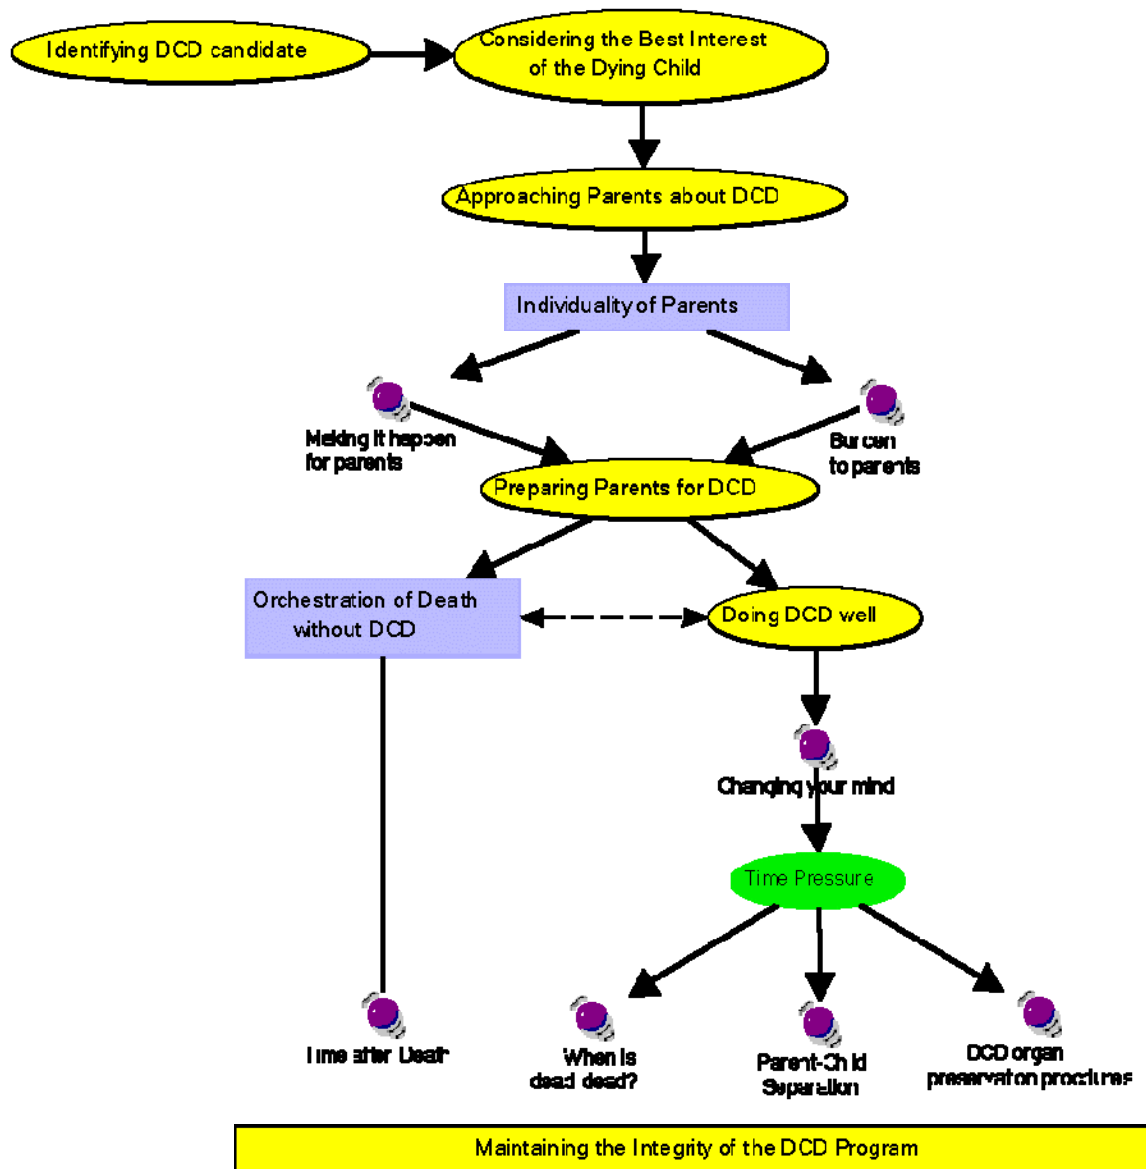 Identifying DCD candidate
Considering the Best Interest
of the Dying Child
Approaching Parents about DCD
Individuality of Parents
Making it happen
for parents
Burden
to parents
Preparing Parents for DCD
Orchestration of Death
without DCD
Doing DCD well
Changing your mind
Time Pressure
Time after Death
When is
dead dead?
Parent-Child
Separation
DCD organ
preservation procdures
Maintaining the Integrity of the DCD Program